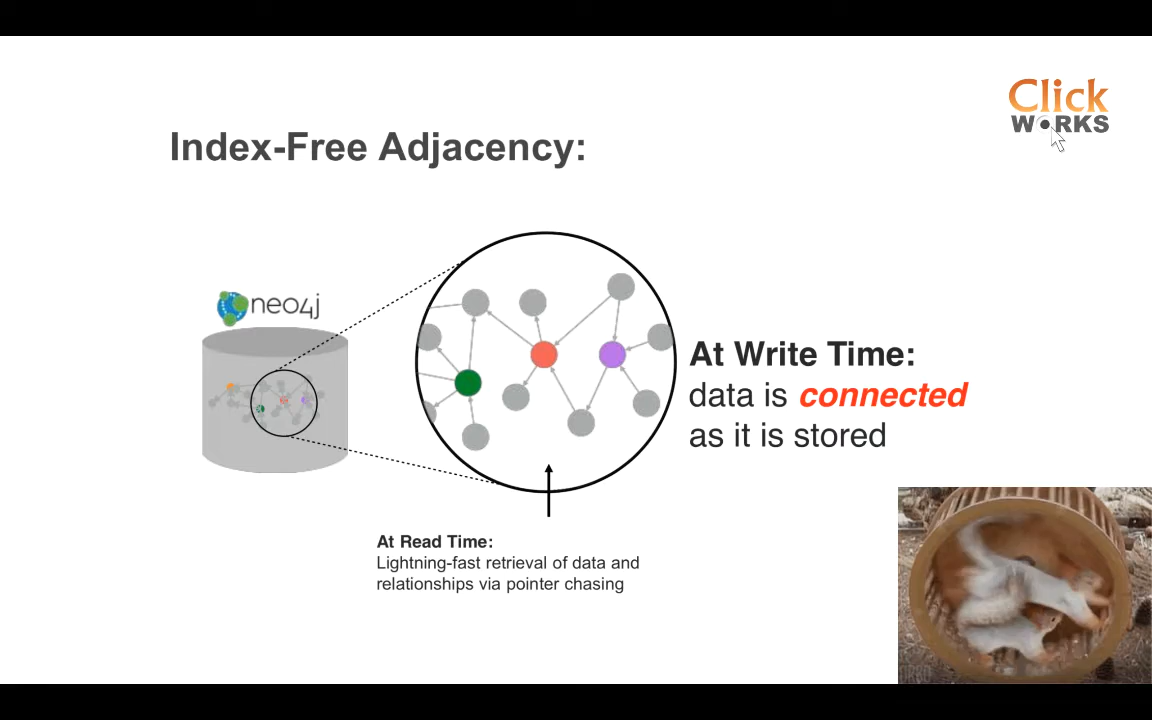 Click
WORKS
Index-Free Adjacency:
neo4j
At Write Time:
data is connected
as it is stored
At Read Time:
Lightning-fast retrieval of data and
relationships via pointer chasing